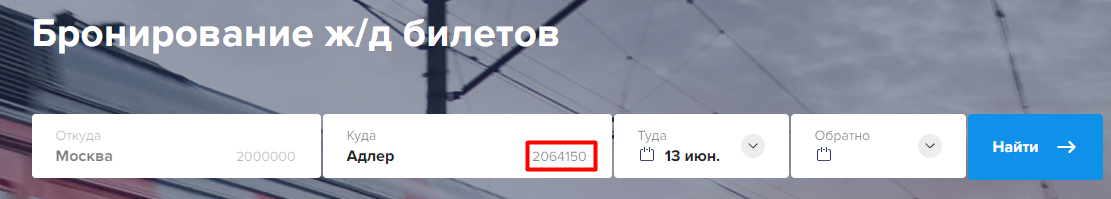 Бронирование ж/д билетов
Откуда
Москва 2000000
Куда
Адлер 2064150
Туда
13 июн.
Обратно
Найти